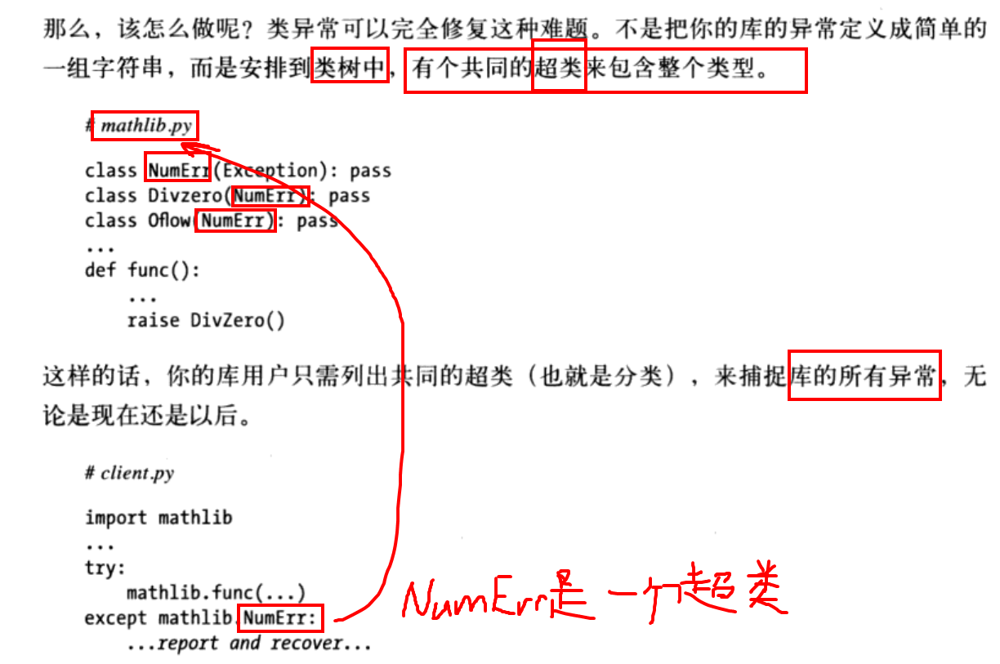 那么，该怎么做呢？类异常可以完全修复这种难题。不是把你的库的异常定义成简单的
一组字符串，而是安排到类树中，有个共同的超类来包含整个类型。
# mathlib.py
class NumErr(Exception): pass
class Divzero(NumErr): pass
class Oflow(NumErr): pass
...
def func():
...
raise DivZero()
这样的话，你的库用户只需列出共同的超类（也就是分类），来捕捉库的所有异常，无
论是现在还是以后。
# client.py
import mathlib
...
try:
mathlib.func(...)
except mathlib.NumErr:
...report and recover...
NumErr是一个超类